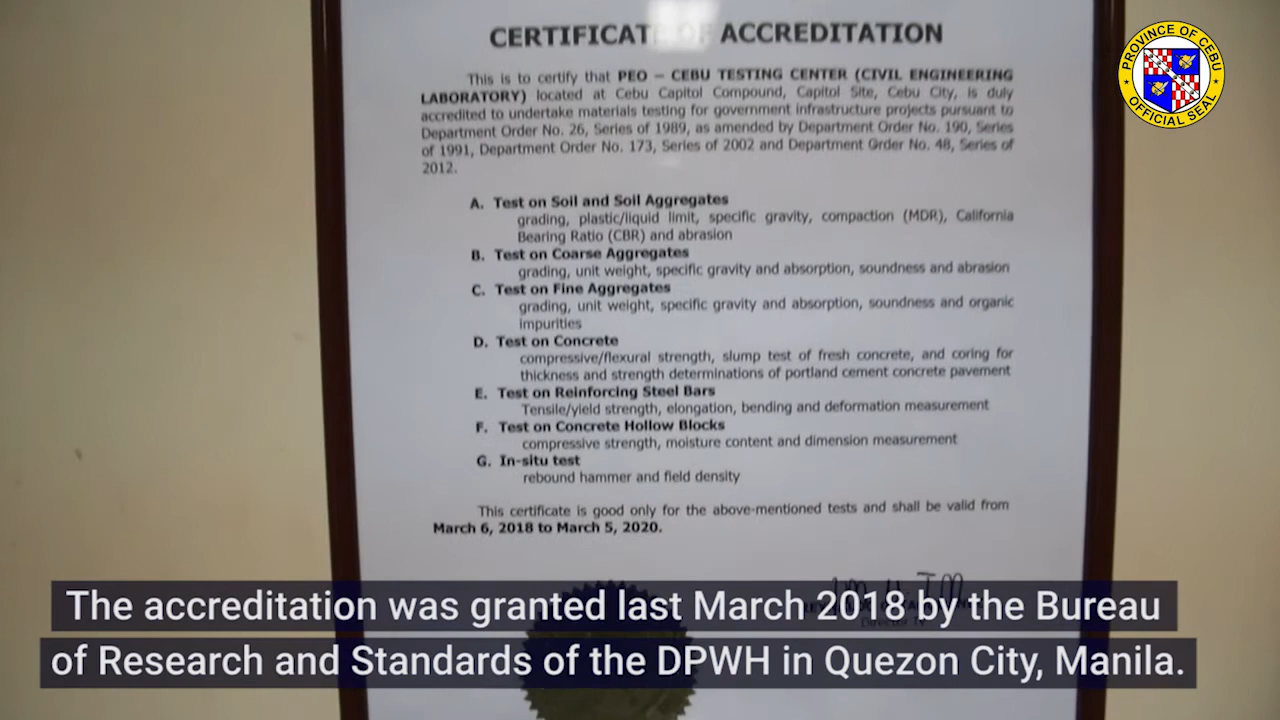 CERTIFICAT OF ACCREDITATION
This is to certify that PEO – CEBU TESTING CENTER (CIVIL ENGINEERING
LABORATORY) located at Cebu Capitol Compound, Capitol Site, Cebu City, is duly
accredited to undertake materials testing for government infrastructure projects pursuant to
Department Order No. 26, Series of 1989, as amended by Department Order No. 190, Series
of 1991, Department Order No. 173, Series of 2002 and Department Order No. 48, Series of
2012.
A. Test on Soil and Soil Aggregates
grading, plastic/liquid limit, specific gravity, compaction (MDR), California
Bearing Ratio (CBR) and abrasion
B. Test on Coarse Aggregates
grading, unit weight, specific gravity and absorption, soundness and abrasion
C. Test on Fine Aggregates
grading, unit weight, specific gravity and absorption, soundness and organic
impurities
D. Test on Concrete
compressive/flexural strength, slump test of fresh concrete, and coring for
thickness and strength determinations of portland cement concrete pavement
E. Test on Reinforcing Steel Bars
Tensile/yield strength, elongation, bending and deformation measurement
F. Test on Concrete Hollow Blocks
compressive strength, moisture content and dimension measurement
G. In-situ test
rebound hammer and field density
This certificate is good only for the above-mentioned tests and shall be valid from
March 6, 2018 to March 5, 2020.
The accreditation was granted last March 2018 by the Bureau
of Research and Standards of the DPWH in Quezon City, Manila.
PROVINCE OF CEBU
OFFICIAL SEAL